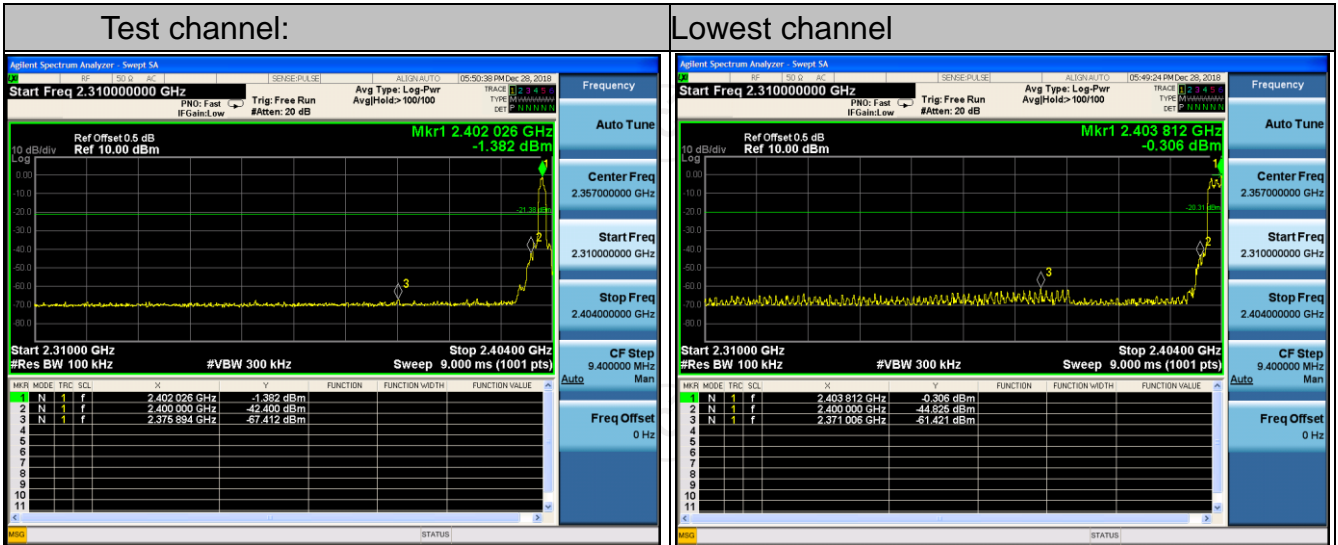 Test channel:
Lowest channel
Agilent Spectrum Analyzer - Swept SA
RF 50 Ω AC SENSE:PULSE ALIGNAUTO 05:50:38 PM Dec 28, 2018
Start Freq 2.310000000 GHz
PNO: Fast
IFGain:Low
Trig: Free Run
#Atten: 20 dB
Avg Type: Log-Pwr
Avg|Hold:>100/100
TRACE 1 2 3 4 5 6
TYPE M
DET P N N N N N
Ref Offset 0.5 dB
Ref 10.00 dBm
Mkr1 2.402 026 GHz
-1.382 dBm
10 dB/div
Log
1
0.00
-10.0
-20.0
-21.38 dBm
-30.0
2
-40.0
-50.0
3
-60.0
-70.0
-80.0
Start 2.31000 GHz
Stop 2.40400 GHz
#Res BW 100 kHz
#VBW 300 kHz
Sweep 9.000 ms (1001 pts)
MKR MODE TRC SCL X Y FUNCTION FUNCTION WIDTH FUNCTION VALUE
1 N 1 f 2.402 026 GHz -1.382 dBm
2 N 1 f 2.400 000 GHz -42.400 dBm
3 N 1 f 2.375 894 GHz -67.412 dBm
4
5
6
7
8
9
10
11
MSG
STATUS
Frequency
Auto Tune
Center Freq
2.357000000 GHz
Start Freq
2.310000000 GHz
Stop Freq
2.404000000 GHz
CF Step
9.400000 MHz
Auto Man
Freq Offset
0 Hz
Agilent Spectrum Analyzer - Swept SA
RF 50 Ω AC SENSE:PULSE ALIGNAUTO 05:49:24 PM Dec 28, 2018
Start Freq 2.310000000 GHz
PNO: Fast
IFGain:Low
Trig: Free Run
#Atten: 20 dB
Avg Type: Log-Pwr
Avg|Hold:>100/100
TRACE 1 2 3 4 5 6
TYPE M
DET P N N N N N
Ref Offset 0.5 dB
Ref 10.00 dBm
Mkr1 2.403 812 GHz
-0.306 dBm
10 dB/div
Log
1
0.00
-10.0
-20.0
-20.31 dBm
-30.0
2
-40.0
-50.0
3
-60.0
-70.0
-80.0
Start 2.31000 GHz
Stop 2.40400 GHz
#Res BW 100 kHz
#VBW 300 kHz
Sweep 9.000 ms (1001 pts)
MKR MODE TRC SCL X Y FUNCTION FUNCTION WIDTH FUNCTION VALUE
1 N 1 f 2.403 812 GHz -0.306 dBm
2 N 1 f 2.400 000 GHz -44.825 dBm
3 N 1 f 2.371 006 GHz -61.421 dBm
4
5
6
7
8
9
10
11
MSG
STATUS
Frequency
Auto Tune
Center Freq
2.357000000 GHz
Start Freq
2.310000000 GHz
Stop Freq
2.404000000 GHz
CF Step
9.400000 MHz
Auto Man
Freq Offset
0 Hz